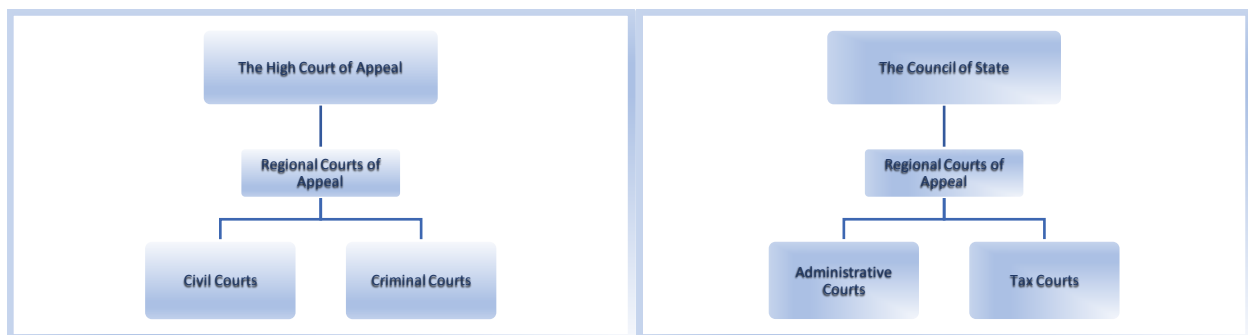 The High Court of Appeal
Regional Courts of
Appeal
Civil Courts
Criminal Courts
The Council of State
Regional Courts of
Appeal
Administrative
Courts
Tax Courts